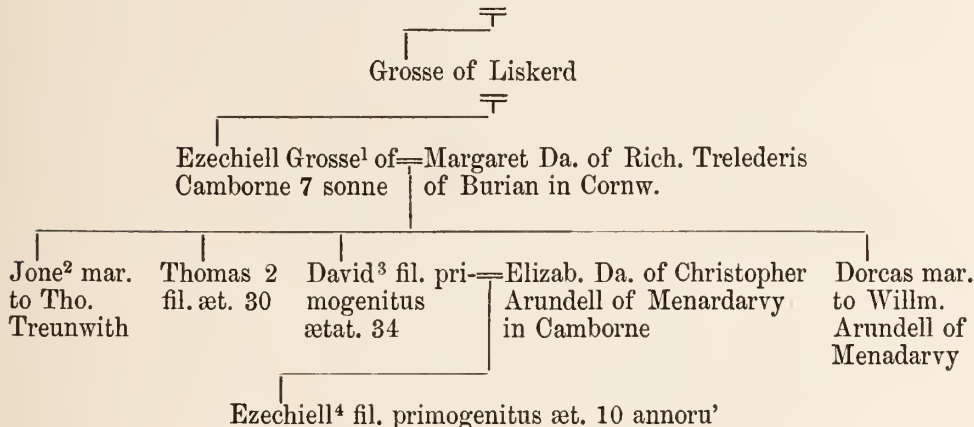 Grosse of Liskerd
Ezechiell Grosse¹ of=Margaret Da. of Rich. Trelederis
Camborne 7 sonne of Burian in Cornw.
Jone² mar.
to Tho.
Treunwith
Thomas 2
fil. æt. 30
David³ fil. pri-
mogenitus
ætat. 34
=Elizab. Da. of Christopher
Arundell of Menardarvy
in Camborne
Dorcas mar.
to Willm.
Arundell of
Menadarvy
Ezechiell⁴ fil. primogenitus æt. 10 annoru'